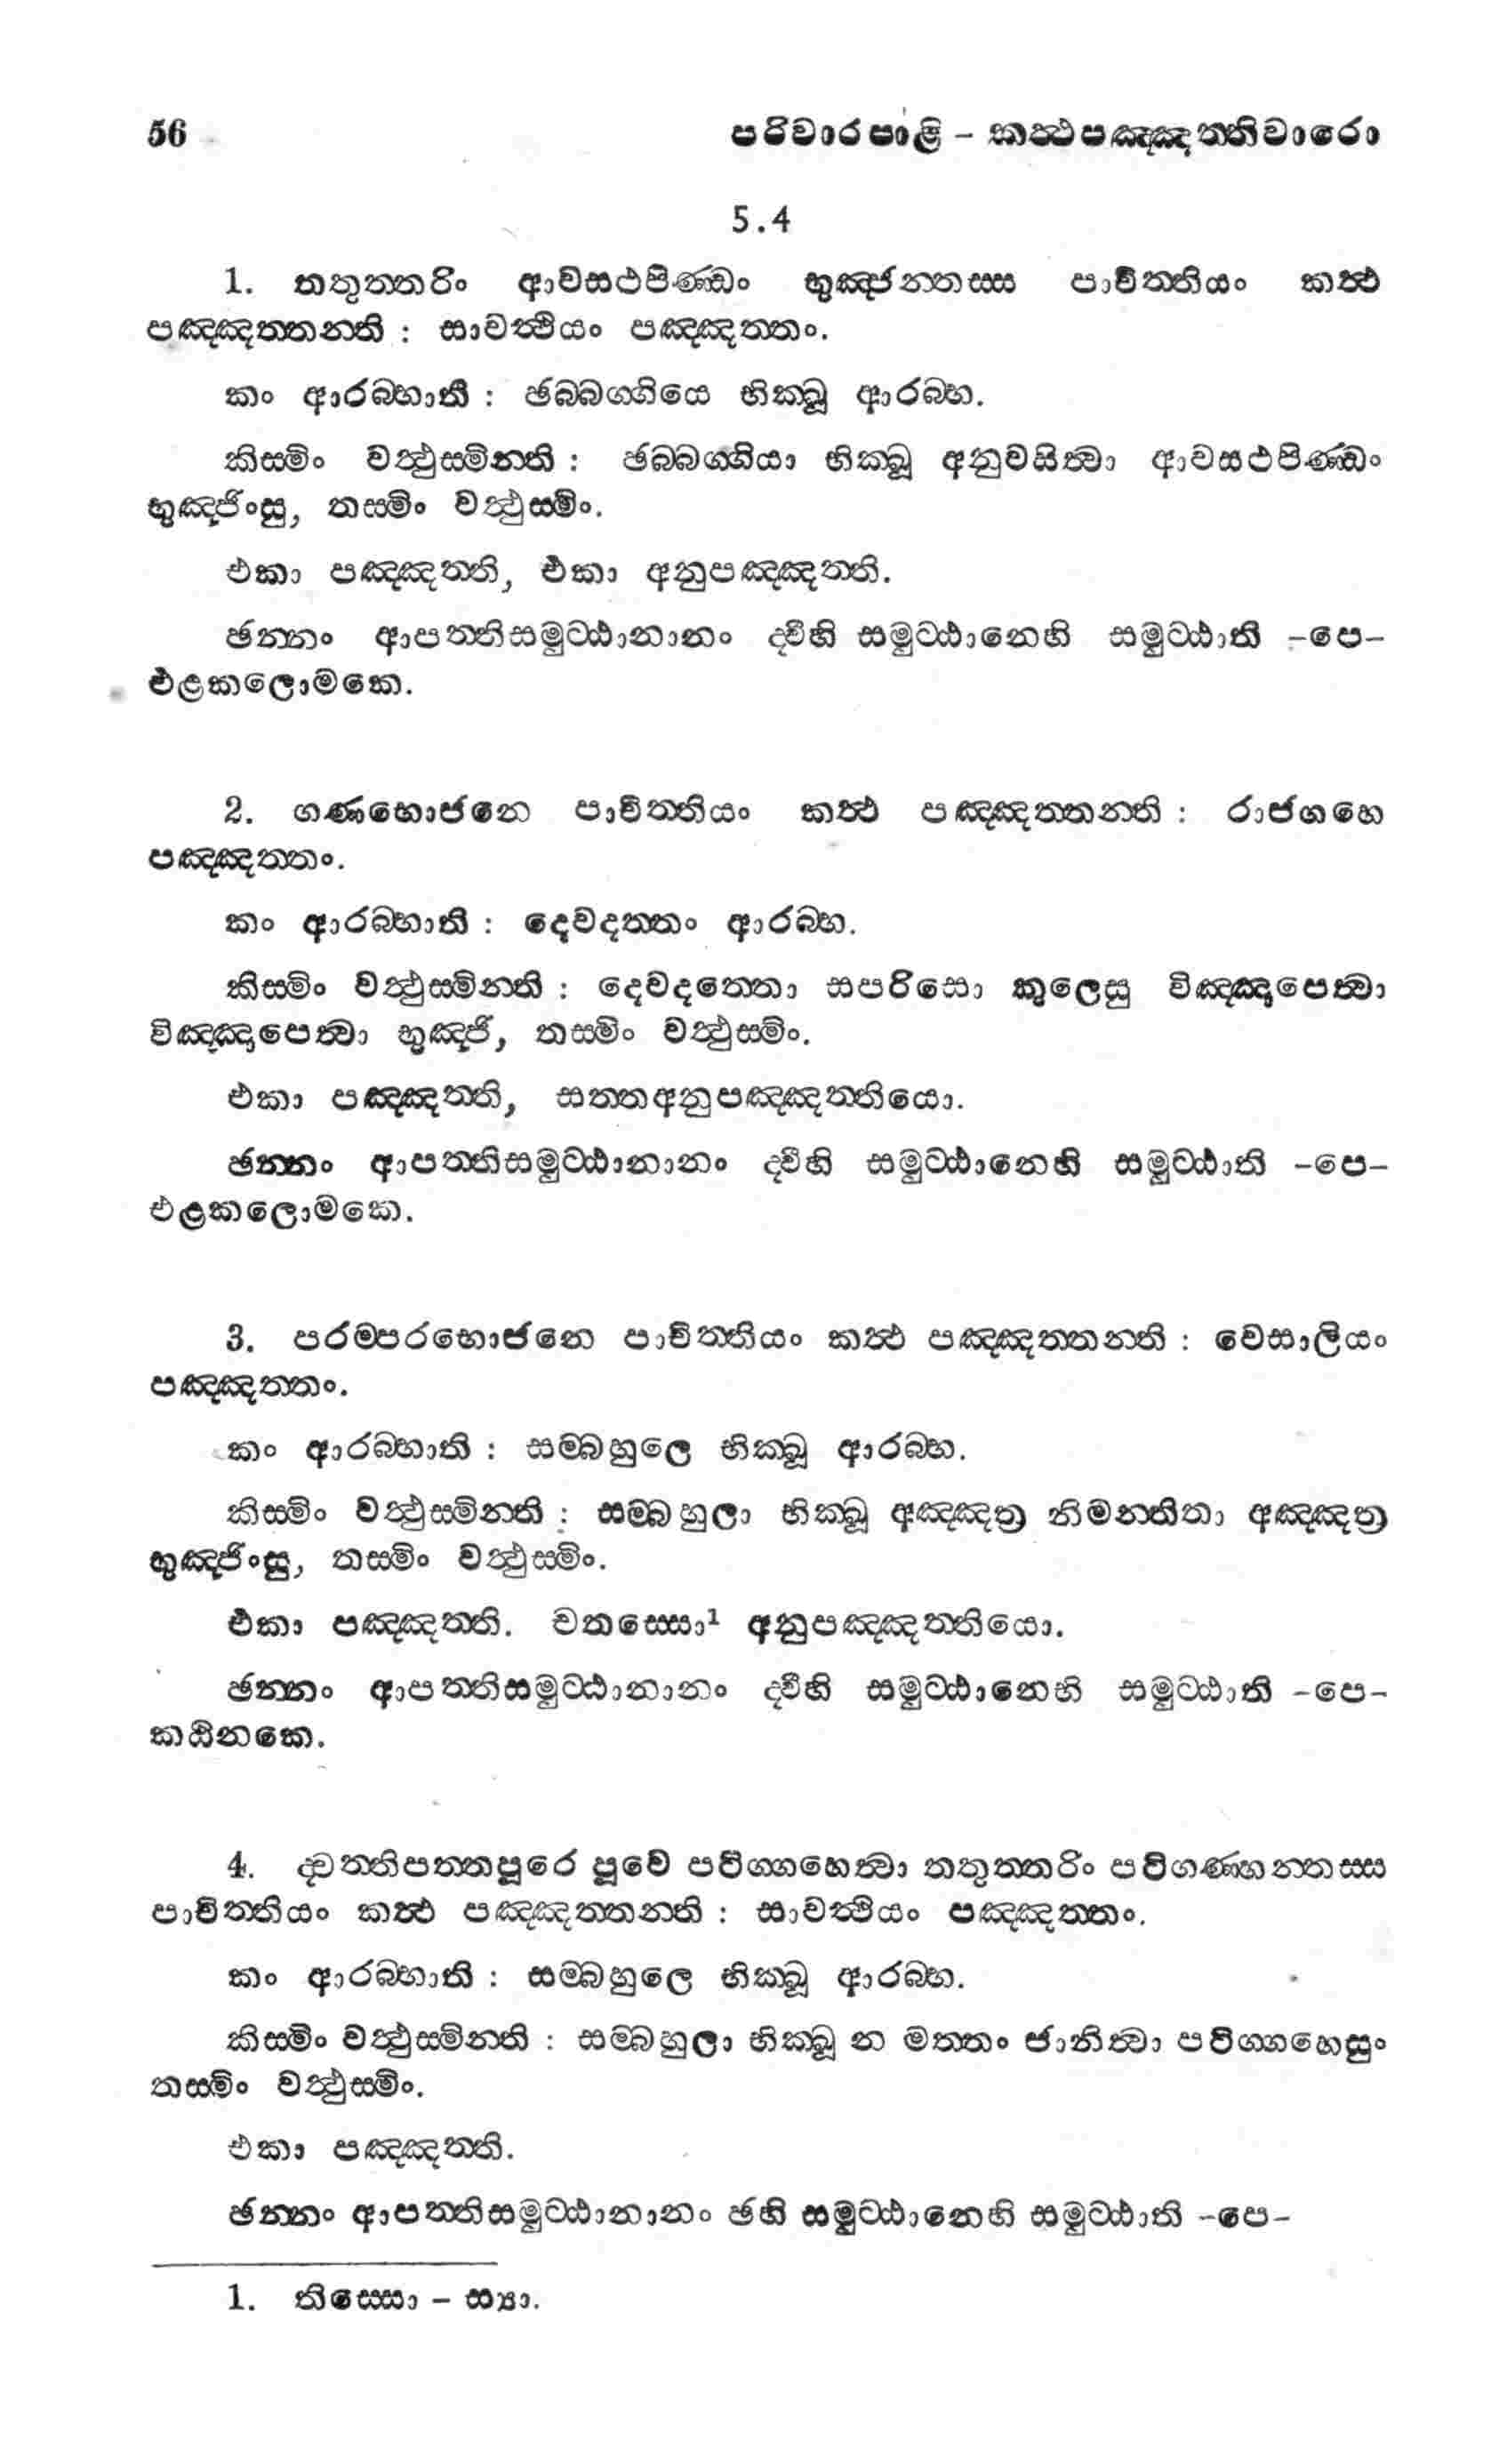 56 පරිවාරපාළි – කත්‍ථපඤ්ඤත්තිවාරො
5.4
1. තතුත්තරිං ආවසථපිණ්ඩං භුඤ්ජන්තස්ස පාචිත්තියං කත්‍ථ
පඤ්ඤත්තන්ති : සාවත්‍ථියං පඤ්ඤත්තං.
කං ආරබ්භාති : ඡබ්බග්ගියෙ භික්ඛූ ආරබ්භ.
කිස්මිං වත්‍ථුස්මින්ති : ඡබ්බග්ගියා භික්ඛූ අනුවසිත්‍වා ආවසථපිණ්ඩං
භුඤ්ජිංසු, තස්මිං වත්‍ථුස්මිං.
එකා පඤ්ඤත්ති, එකා අනුපඤ්ඤත්ති.
ඡන්නං ආපත්තිසමුට්ඨානානං ද්‍වීහි සමුට්ඨානෙහි සමුට්ඨාති –පෙ–
එළකලොමකෙ.
2. ගණභොජනෙ පාචිත්තියං කත්‍ථ පඤ්ඤත්තන්ති : රාජගහෙ
පඤ්ඤත්තං.
කං ආරබ්භාති : දෙවදත්තං ආරබ්භ.
කිස්මිං වත්‍ථුස්මින්ති : දෙවදත්තො සපරිසො කුලෙසු විඤ්ඤාපෙත්‍වා
විඤ්ඤාපෙත්‍වා භුඤ්ජි, තස්මිං වත්‍ථුස්මිං.
එකා පඤ්ඤත්ති, සත්තඅනුපඤ්ඤත්තියො.
ඡන්නං ආපත්තිසමුට්ඨානානං ද්‍වීහි සමුට්ඨානෙහි සමුට්ඨාති –පෙ–
එළකලොමකෙ.
3. පරම්පරභොජනෙ පාචිත්තියං කත්‍ථ පඤ්ඤත්තන්ති : වෙසාලියං
පඤ්ඤත්තං.
කං ආරබ්භාති : සම්බහුලෙ භික්ඛූ ආරබ්භ.
කිස්මිං වත්‍ථුස්මින්ති : සම්බහුලා භික්ඛූ අඤ්ඤත්‍ර නිමන්තිතා අඤ්ඤත්‍ර
භුඤ්ජිංසු, තස්මිං වත්‍ථුස්මිං.
එකා පඤ්ඤත්ති. චතස්සො¹ අනුපඤ්ඤත්තියො.
ඡන්නං ආපත්තිසමුට්ඨානානං ද්‍වීහි සමුට්ඨානෙහි සමුට්ඨාති –පෙ–
කඨිනකෙ.
4. ද්‍වත්තිපත්තපූරෙ පූවෙ පටිග්ගහෙත්‍වා තතුත්තරිං පටිගණ්හන්තස්ස
පාචිත්තියං කත්‍ථ පඤ්ඤත්තන්ති : සාවත්‍ථියං පඤ්ඤත්තං.
කං ආරබ්භාති : සම්බහුලෙ භික්ඛූ ආරබ්භ.
කිස්මිං වත්‍ථුස්මින්ති : සම්බහුලා භික්ඛූ න මත්තං ජානිත්‍වා පටිග්ගහෙසුං
තස්මිං වත්‍ථුස්මිං.
එකා පඤ්ඤත්ති.
ඡන්නං ආපත්තිසමුට්ඨානානං ඡහි සමුට්ඨානෙහි සමුට්ඨාති –පෙ–
1. තිස්සො – ස්‍යා.